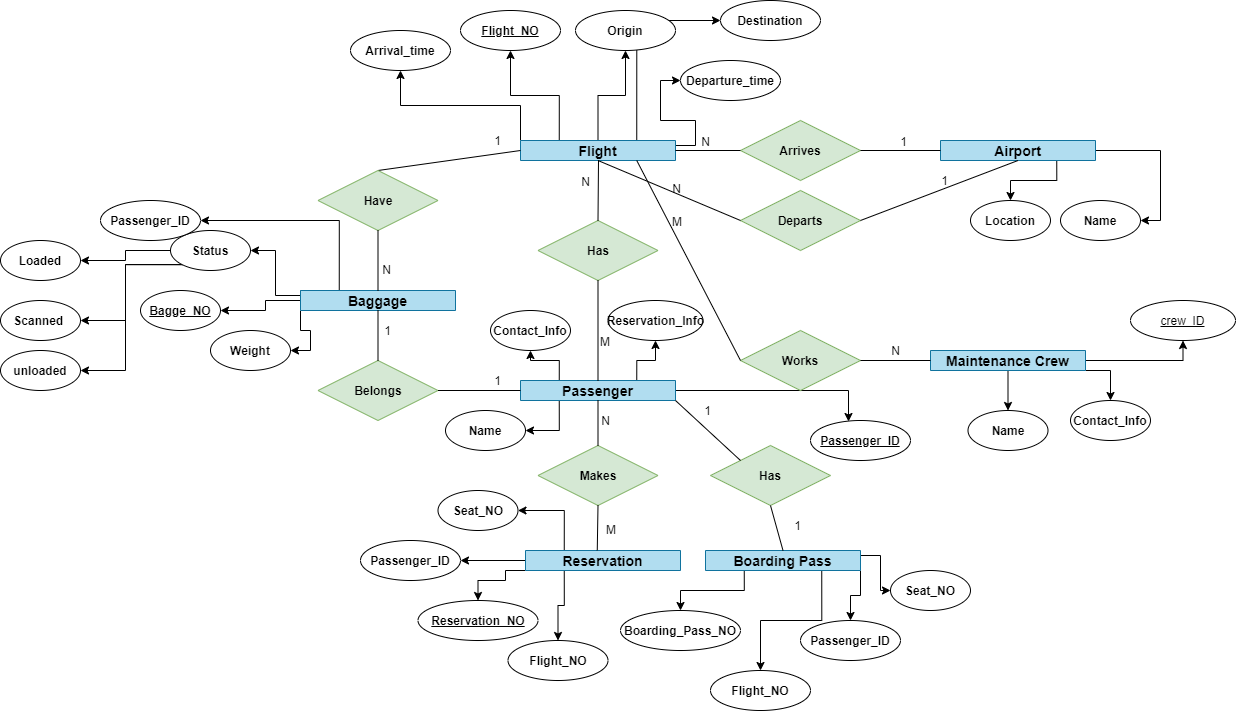 Destination
Flight_NO
Origin
Arrival_time
Departure_time
1
N
1
Flight
Arrives
Airport
N
N
1
Have
M
Passenger_ID
Departs
Location
Name
Status
Has
Loaded
N
Baggage
Bagge_NO
Scanned
Contact_Info
Reservation_Info
crew_ID
1
M
Weight
N
Works
Maintenance Crew
unloaded
1
Belongs
Passenger
1
N
Name
Passenger_ID
Name
Contact_Info
Makes
Has
Seat_NO
M
1
Passenger_ID
Reservation
Boarding Pass
Seat_NO
Reservation_NO
Boarding_Pass_NO
Passenger_ID
Flight_NO
Flight_NO